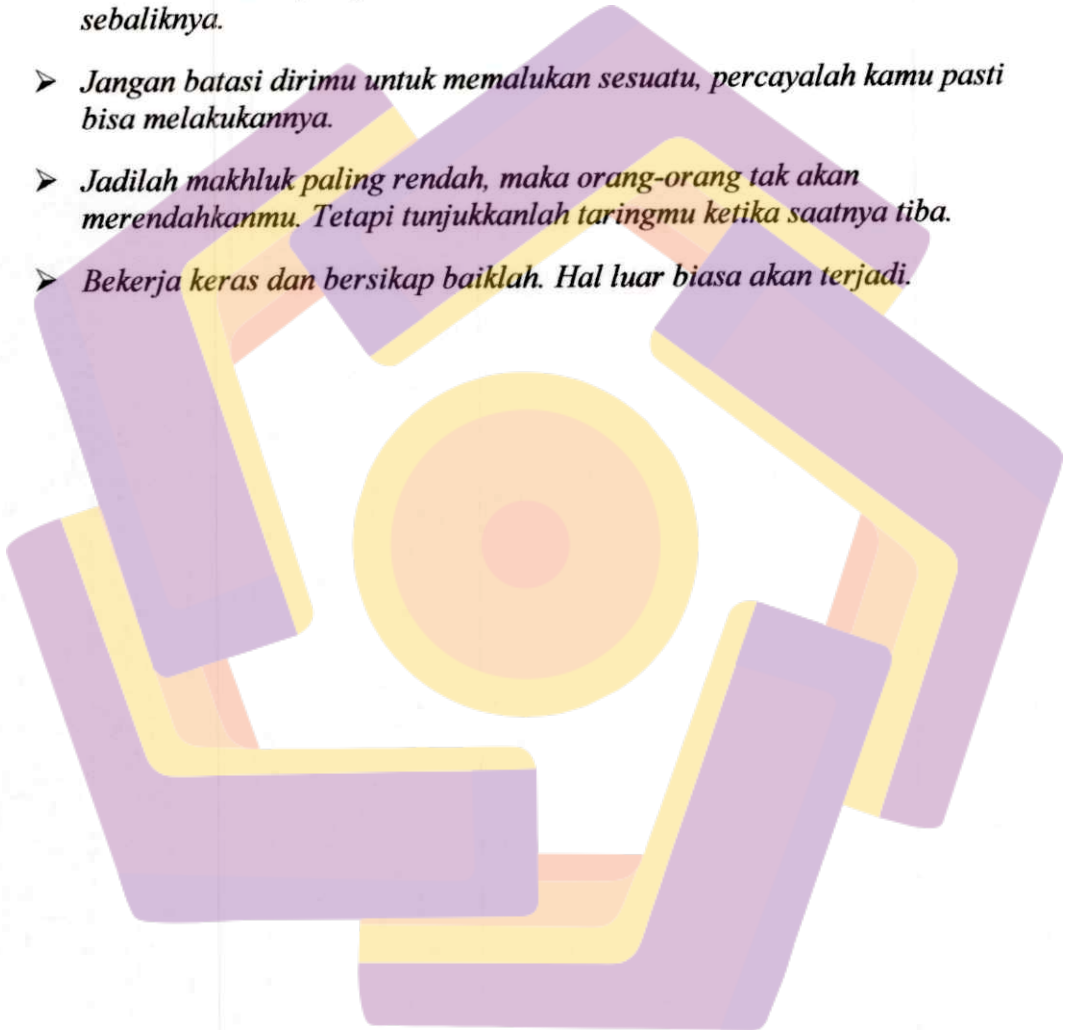 sebaliknya.
➢ Jangan batasi dirimu untuk memalukan sesuatu, percayalah kamu pasti
bisa melakukannya.
➢ Jadilah makhluk paling rendah, maka orang-orang tak akan
merendahkanmu. Tetapi tunjukkanlah taringmu ketika saatnya tiba.
➢ Bekerja keras dan bersikap baiklah. Hal luar biasa akan terjadi.